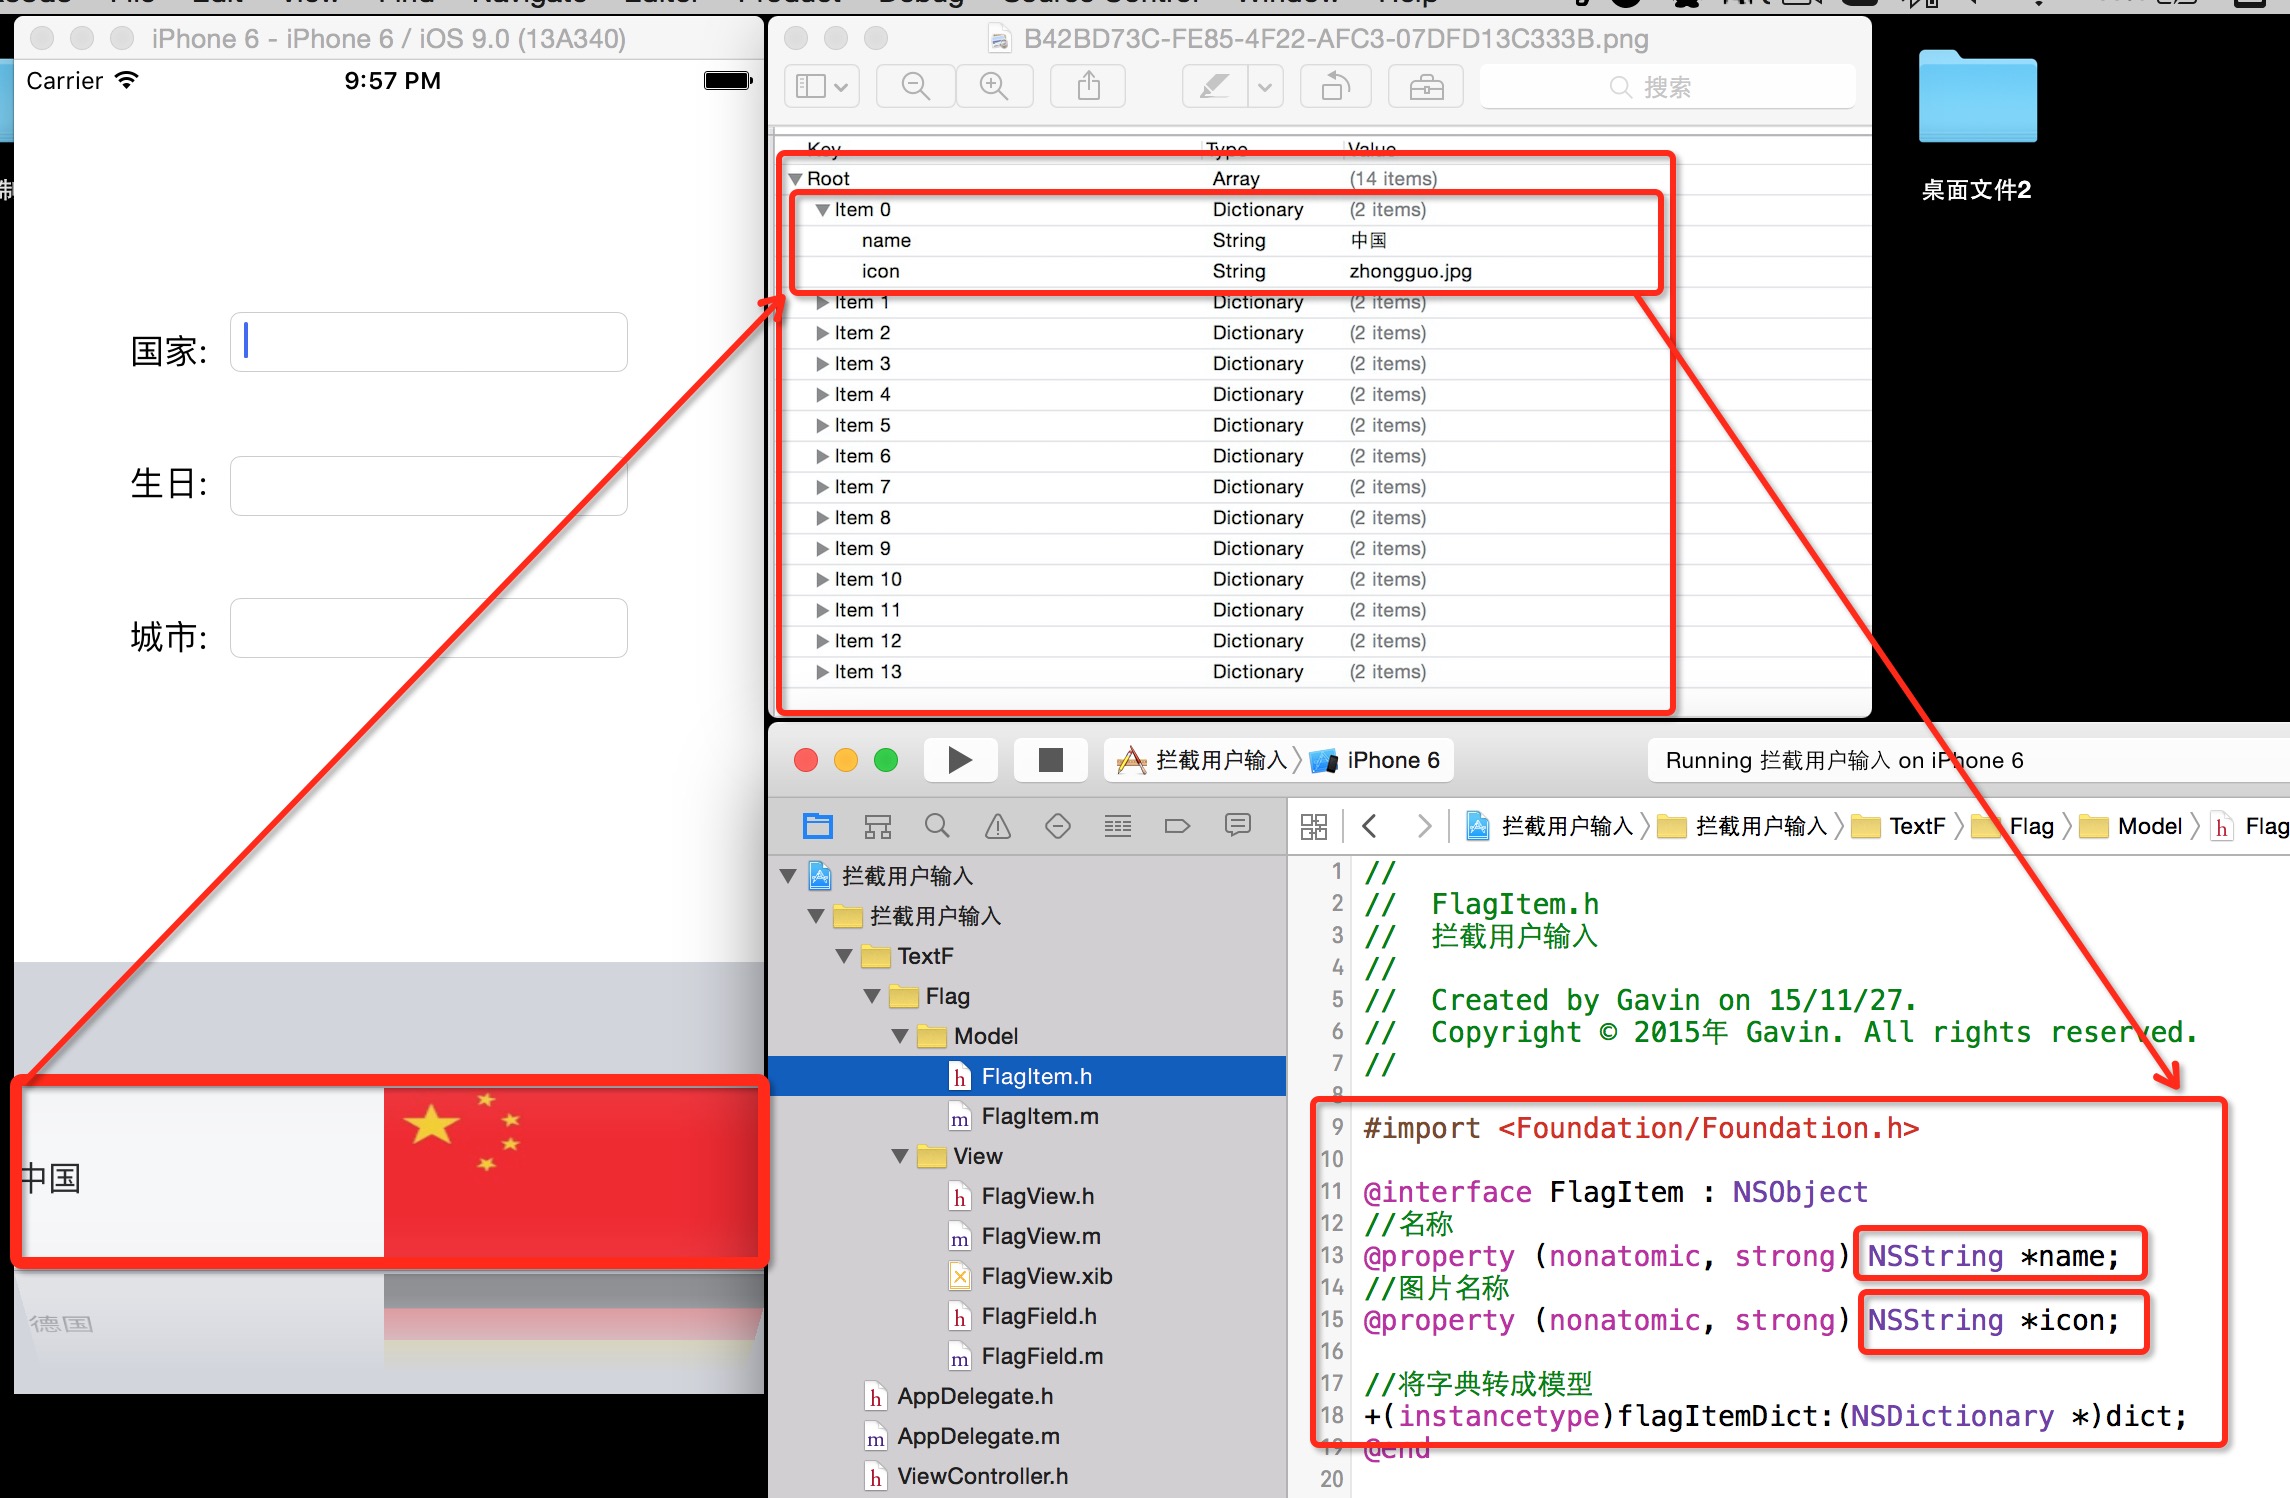 File Edit View Find Navigate Editor Product Debug Source Control Window Help
iPhone 6 - iPhone 6 / iOS 9.0 (13A340)
Carrier 9:57 PM
国家:
生日:
城市:
中国
德国
B42BD73C-FE85-4F22-AFC3-07DFD13C333B.png
搜索
Key Type Value
Root Array (14 items)
Item 0 Dictionary (2 items)
name String 中国
icon String zhongguo.jpg
Item 1 Dictionary (2 items)
Item 2 Dictionary (2 items)
Item 3 Dictionary (2 items)
Item 4 Dictionary (2 items)
Item 5 Dictionary (2 items)
Item 6 Dictionary (2 items)
Item 7 Dictionary (2 items)
Item 8 Dictionary (2 items)
Item 9 Dictionary (2 items)
Item 10 Dictionary (2 items)
Item 11 Dictionary (2 items)
Item 12 Dictionary (2 items)
Item 13 Dictionary (2 items)
桌面文件2
拦截用户输入 iPhone 6
Running 拦截用户输入 on iPhone 6
拦截用户输入 拦截用户输入 TextF Flag Model h Flag
拦截用户输入
拦截用户输入
TextF
Flag
Model
h FlagItem.h
m FlagItem.m
View
h FlagView.h
m FlagView.m
FlagView.xib
h FlagField.h
m FlagField.m
h AppDelegate.h
m AppDelegate.m
h ViewController.h
1 //
2 // FlagItem.h
3 // 拦截用户输入
4 //
5 // Created by Gavin on 15/11/27.
6 // Copyright © 2015年 Gavin. All rights reserved.
7 //
8
9 #import <Foundation/Foundation.h>
10
11 @interface FlagItem : NSObject
12 //名称
13 @property (nonatomic, strong) NSString *name;
14 //图片名称
15 @property (nonatomic, strong) NSString *icon;
16
17 //将字典转成模型
18 +(instancetype)flagItemDict:(NSDictionary *)dict;
19 @end
20